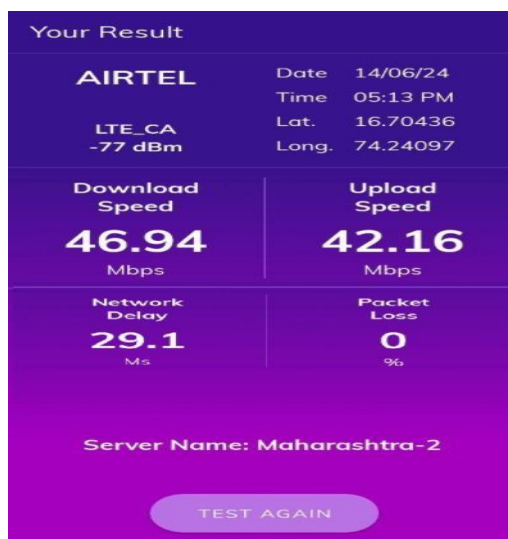 Your Result
AIRTEL
LTE_CA
-77 dBm
Date 14/06/24
Time 05:13 PM
Lat. 16.70436
Long. 74.24097
Download
Speed
46.94
Mbps
Upload
Speed
42.16
Mbps
Network
Delay
29.1
Ms
Packet
Loss
0
%
Server Name: Maharashtra-2
TEST AGAIN